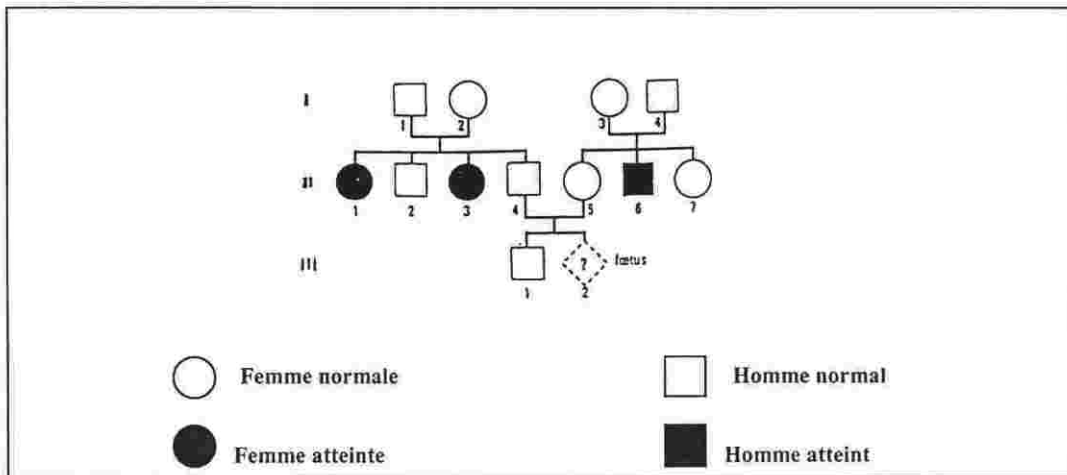 I
1 2 3 4
II
1 2 3 4 5 6 7
III
? fœtus
1 2
Femme normale Homme normal
Femme atteinte Homme atteint